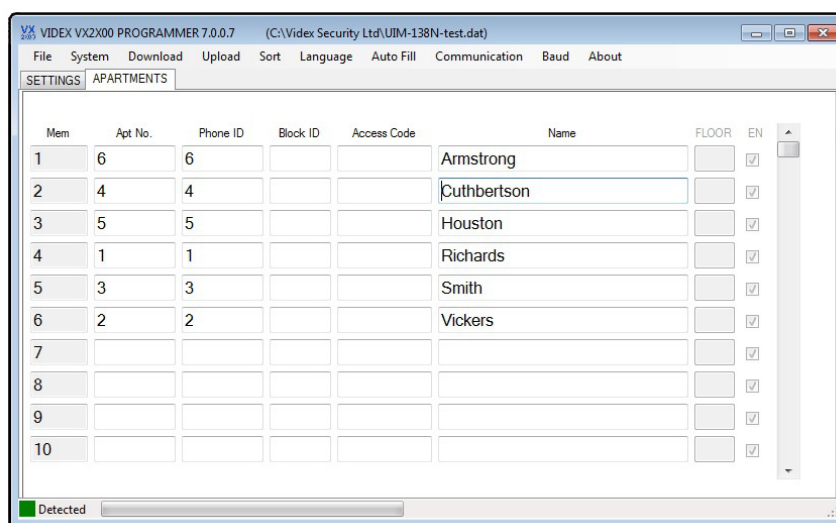 VX 2X00 VIDEX VX2X00 PROGRAMMER 7.0.0.7 (C:\Videx Security Ltd\UIM-138N-test.dat)
File System Download Upload Sort Language Auto Fill Communication Baud About
SETTINGS APARTMENTS
Mem Apt No. Phone ID Block ID Access Code Name FLOOR EN
1 6 6 Armstrong
2 4 4 Cuthbertson
3 5 5 Houston
4 1 1 Richards
5 3 3 Smith
6 2 2 Vickers
7
8
9
10
Detected